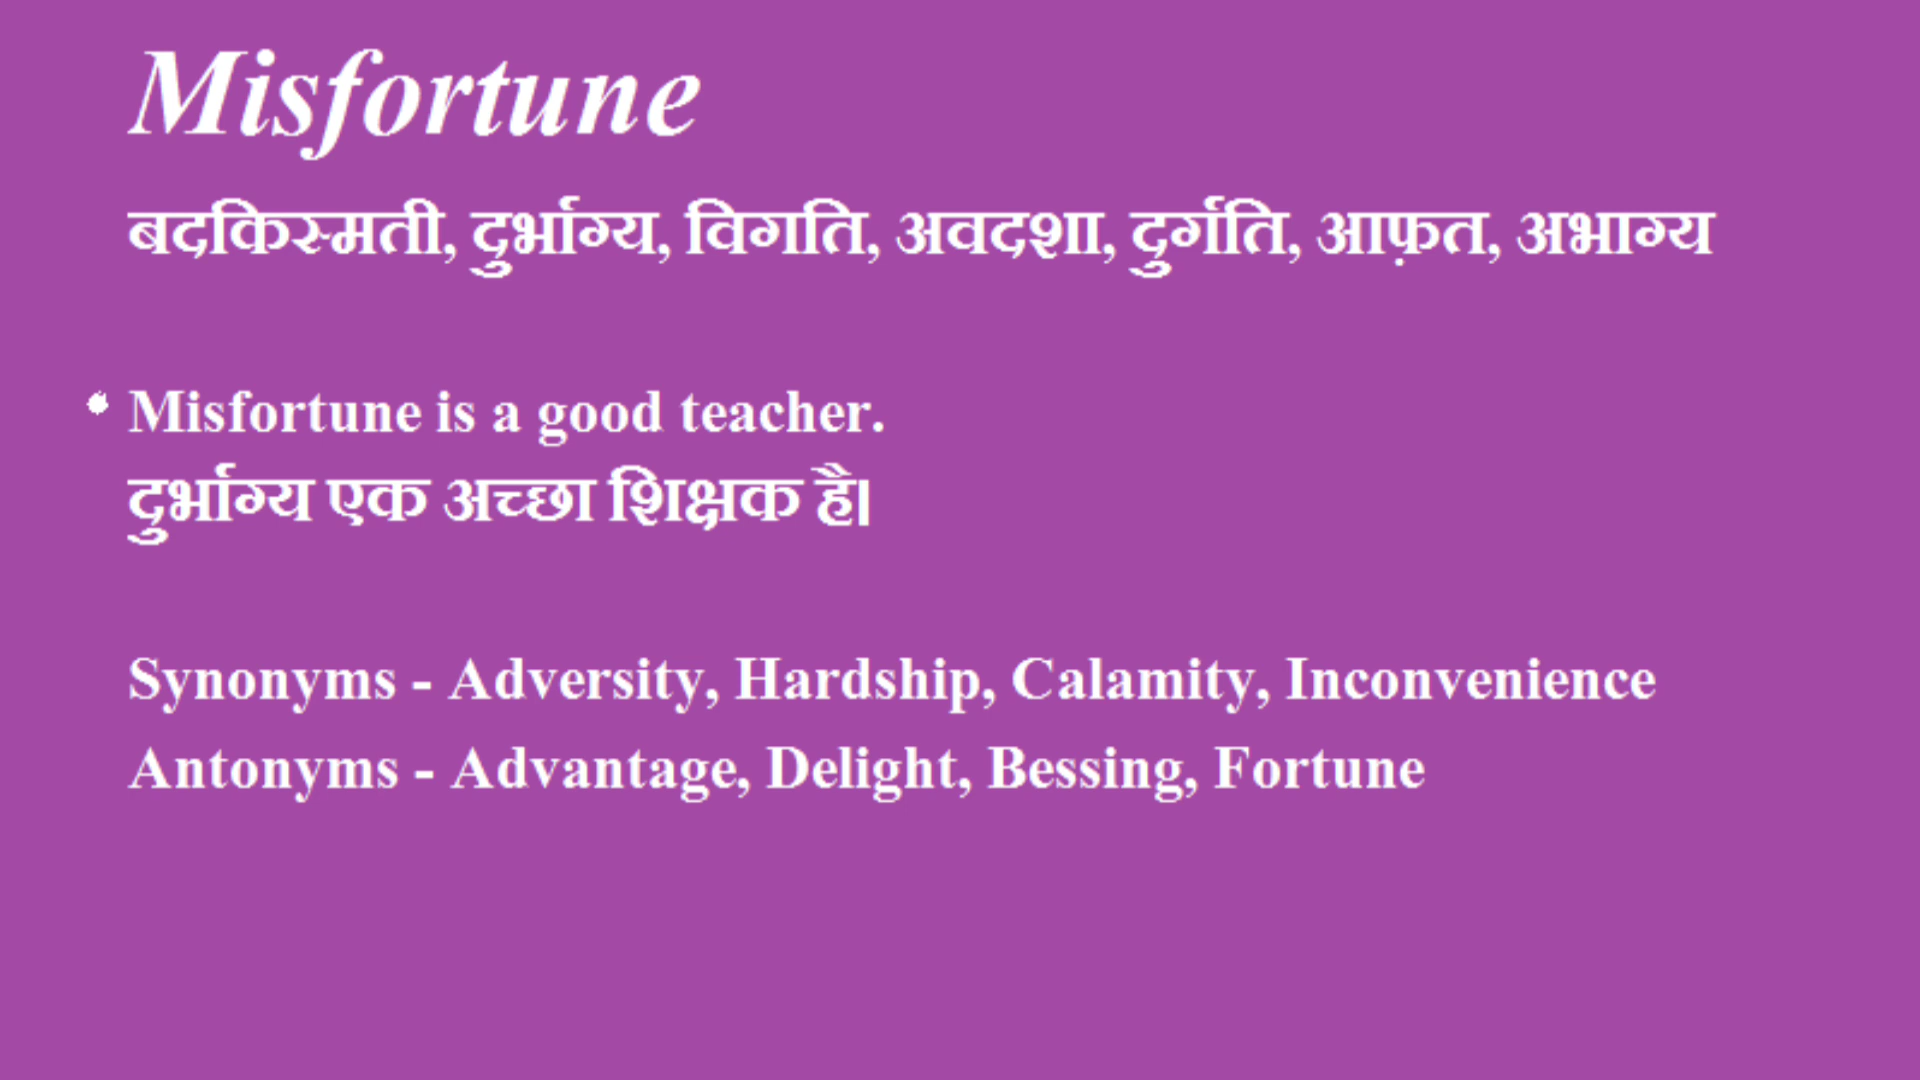 Misfortune
बदकिस्मती, दुर्भाग्य, विगति, अवदशा, दुर्गति, आफ़त, अभाग्य
• Misfortune is a good teacher.
दुर्भाग्य एक अच्छा शिक्षक है।
Synonyms - Adversity, Hardship, Calamity, Inconvenience
Antonyms - Advantage, Delight, Bessing, Fortune